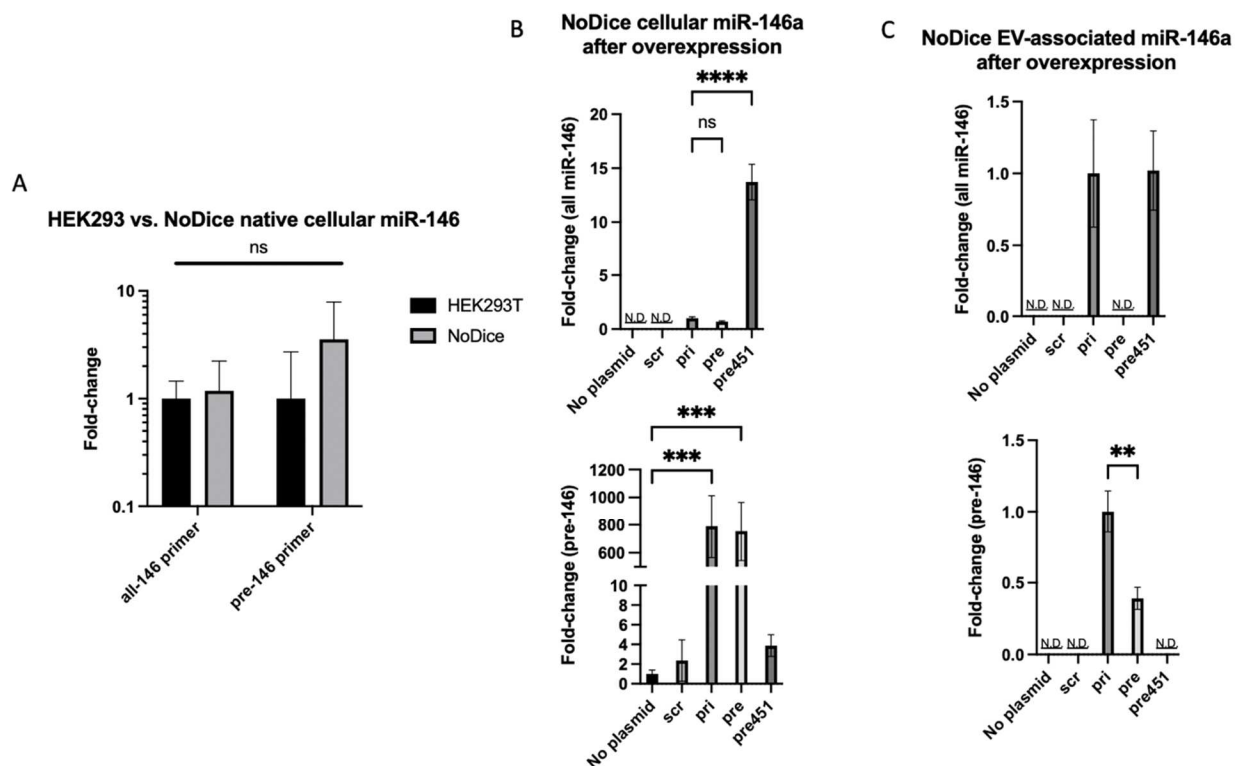 A
HEK293 vs. NoDice native cellular miR-146
ns
Fold-change
10
1
0.1
all-146 primer
pre-146 primer
HEK293T
NoDice
B
NoDice cellular miR-146a
after overexpression
Fold-change (all miR-146)
20
15
10
5
0
****
ns
N.D.
N.D.
No plasmid
scr
pri
pre
pre451
Fold-change (pre-146)
1200
1000
800
600
10
8
6
4
2
0
***
***
No plasmid
scr
pri
pre
pre451
C
NoDice EV-associated miR-146a
after overexpression
Fold-change (all miR-146)
1.5
1.0
0.5
0.0
N.D.
N.D.
N.D.
No plasmid
scr
pri
pre
pre451
Fold-change (pre-146)
1.5
1.0
0.5
0.0
**
N.D.
N.D.
N.D.
No plasmid
scr
pri
pre
pre451